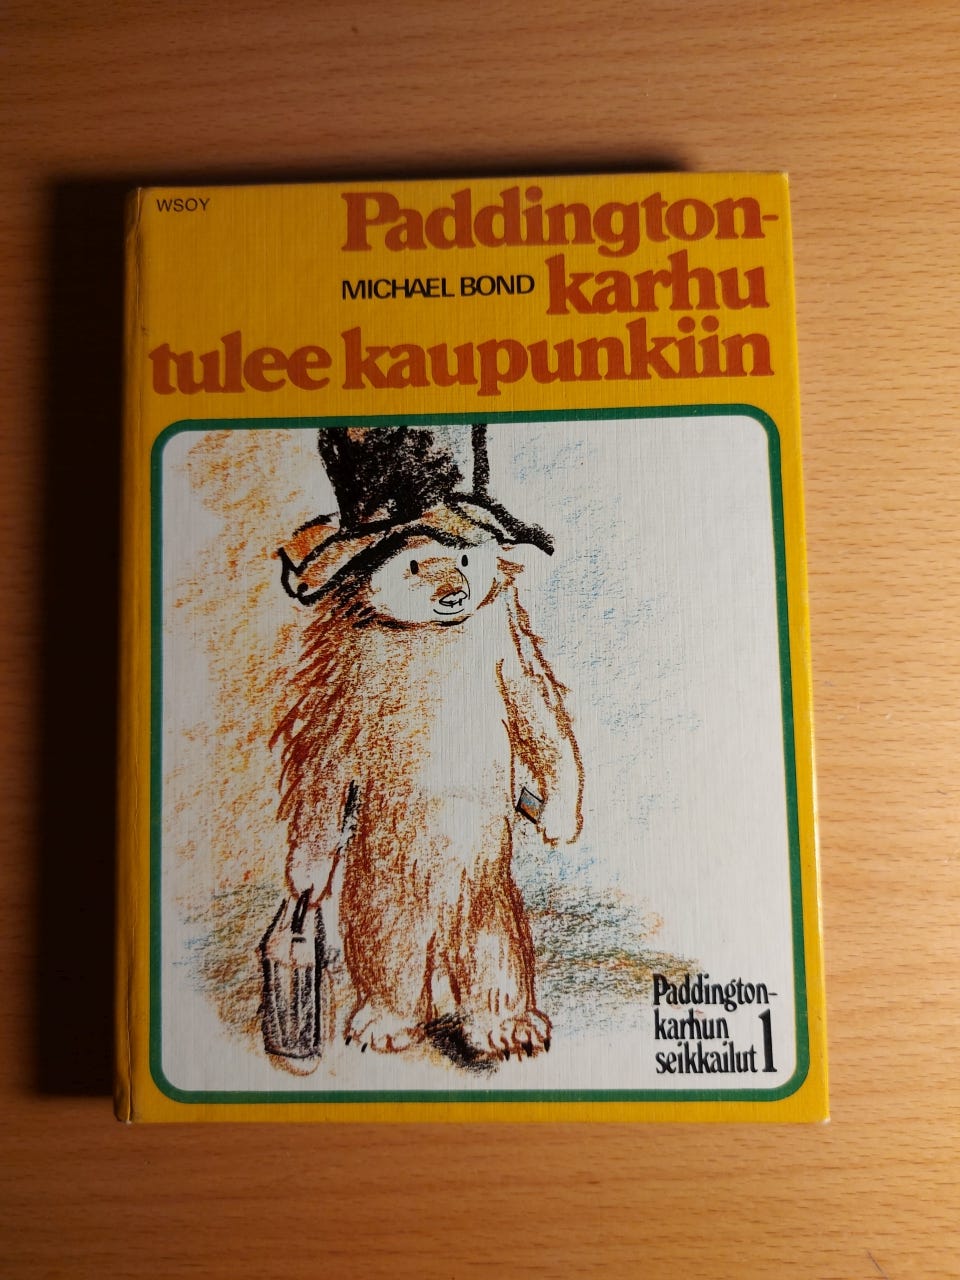 WSOY
Paddington-
MICHAEL BOND karhu
tulee kaupunkiin
Paddington-
karhun
seikkailut 1